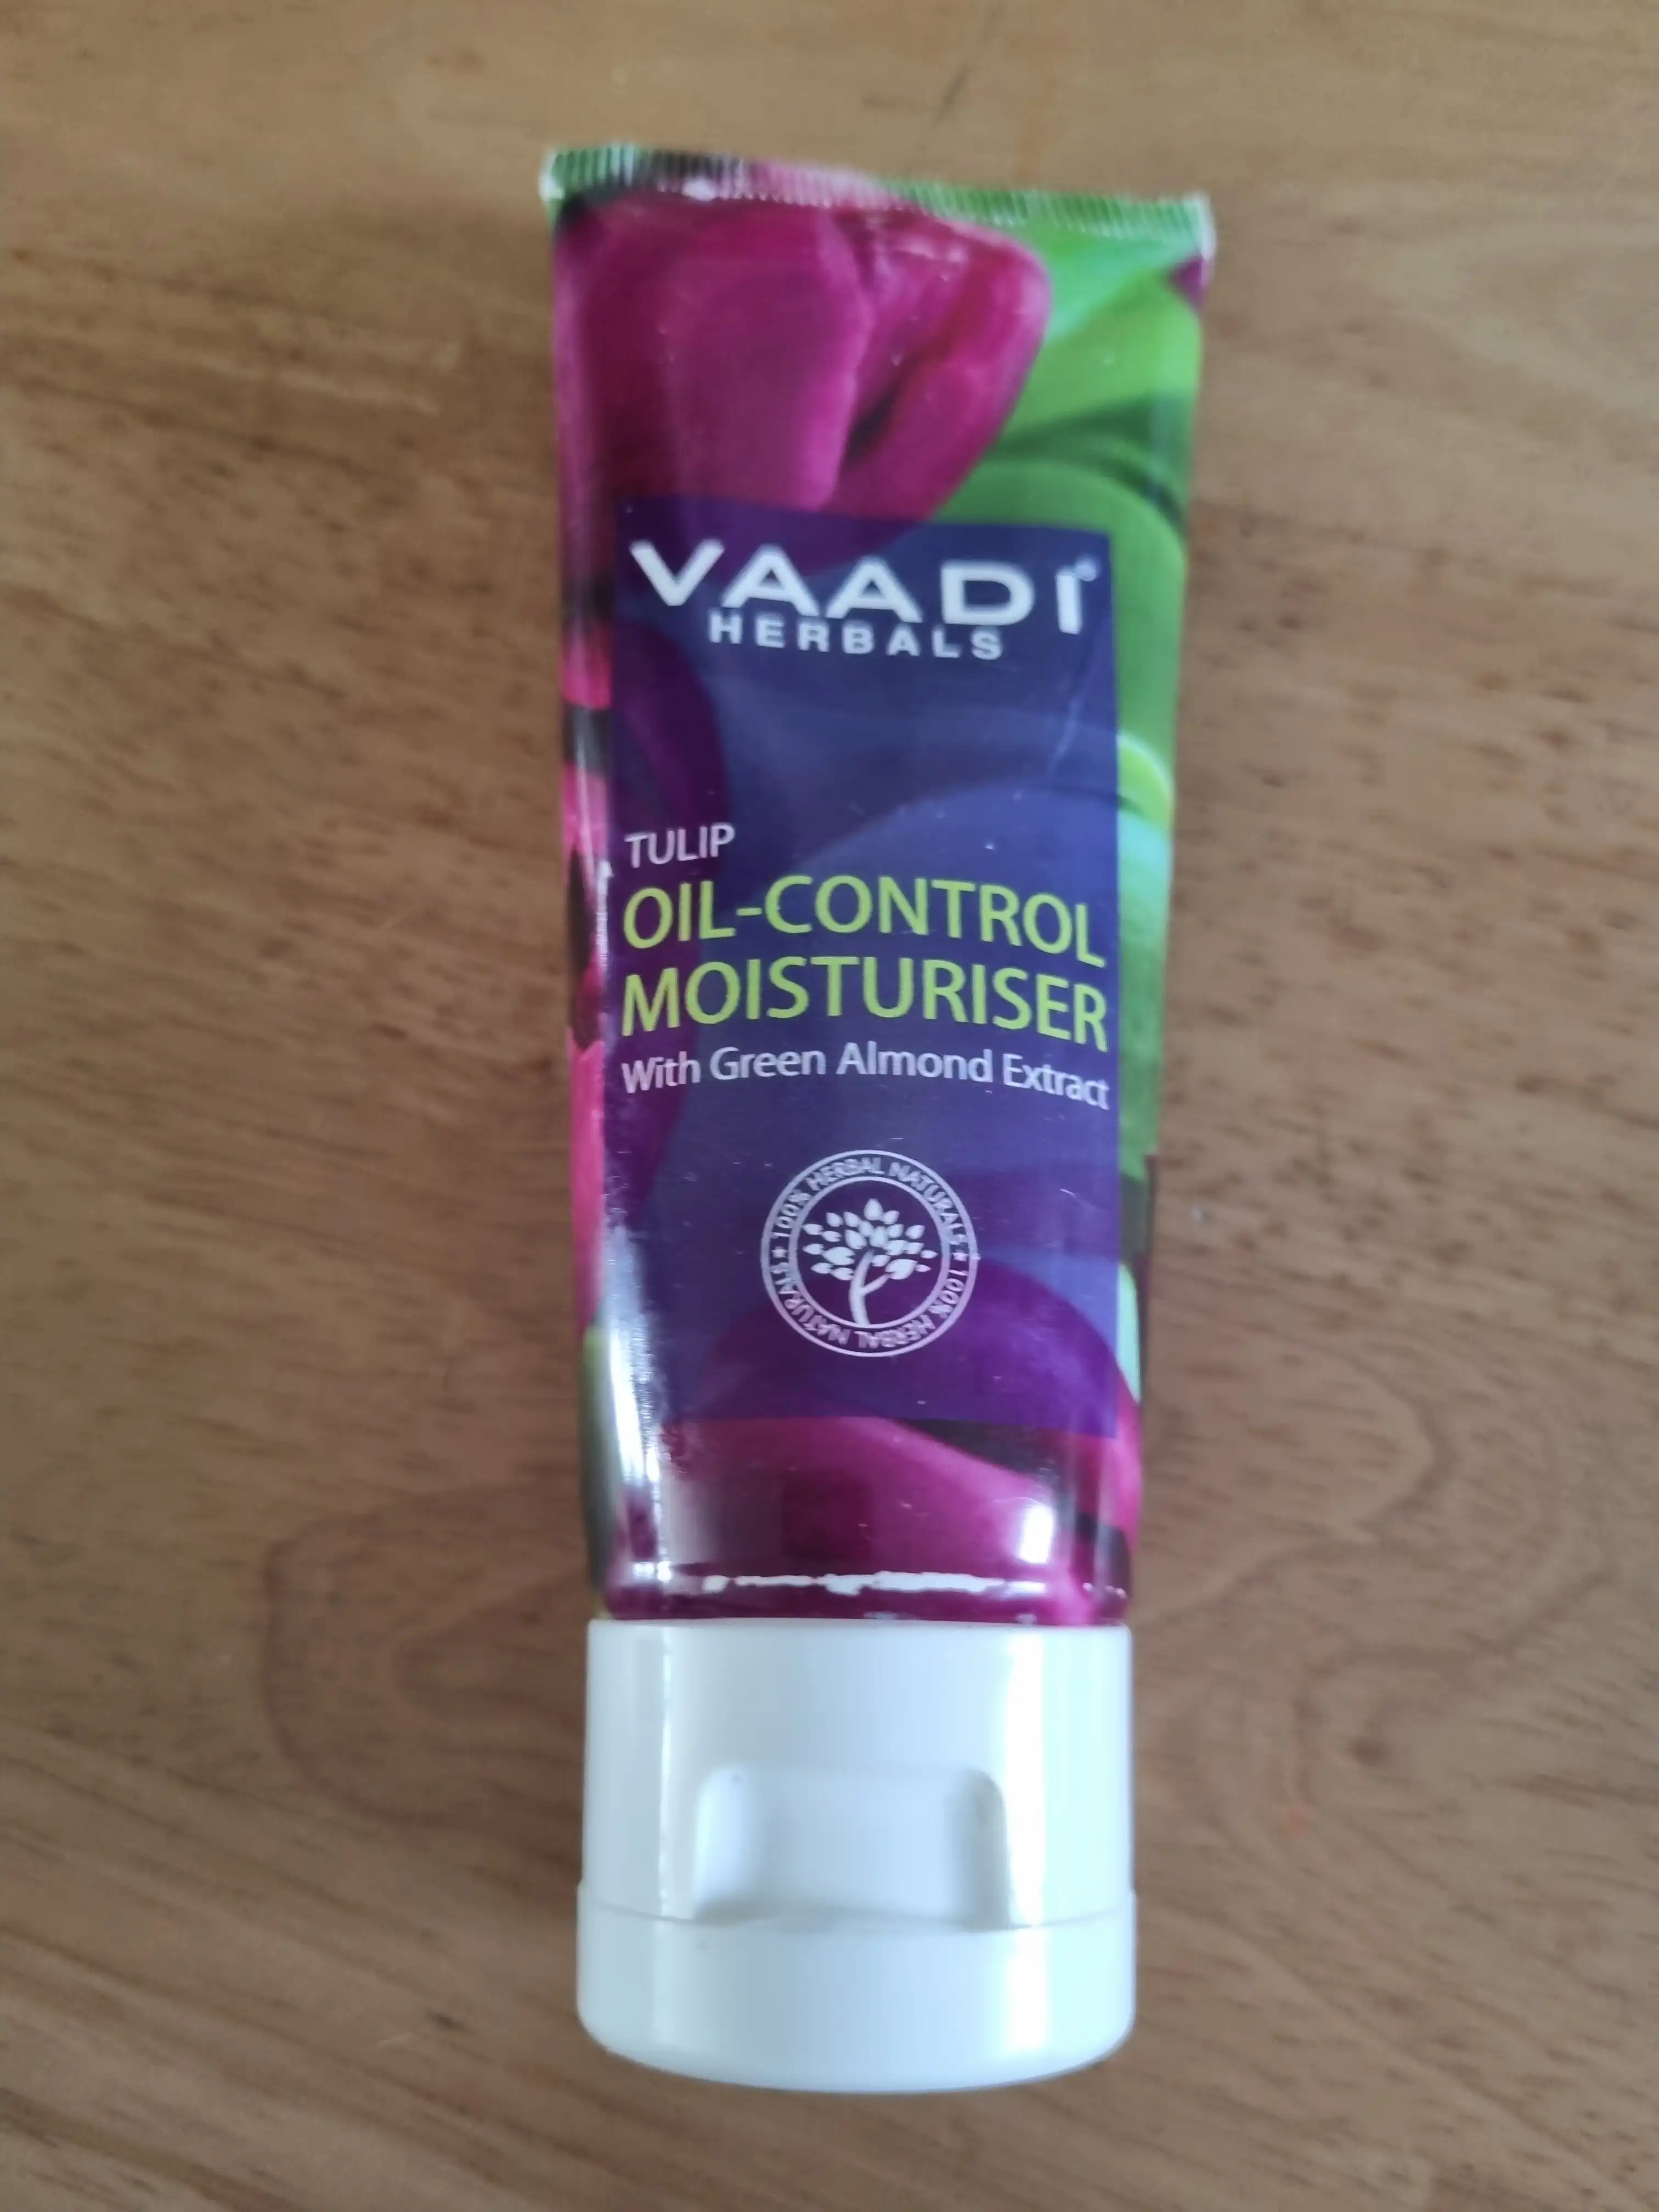 VAADI®
HERBALS
TULIP
OIL-CONTROL
MOISTURISER
With Green Almond Extract
100% HERBAL NATURALS * 100% HERBAL NATURALS *